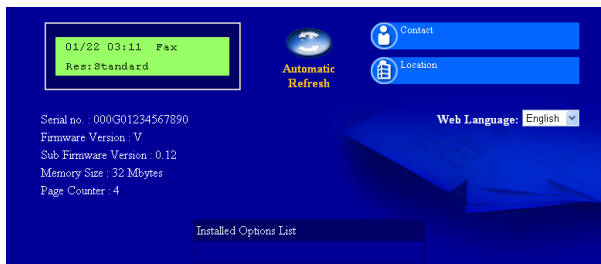 01/22 03:11 Fax
Res:Standard
Automatic
Refresh
Contact
Location
Serial no. : 000G01234567890
Firmware Version : V
Sub Firmware Version : 0.12
Memory Size : 32 Mbytes
Page Counter : 4
Web Language: English
Installed Options List